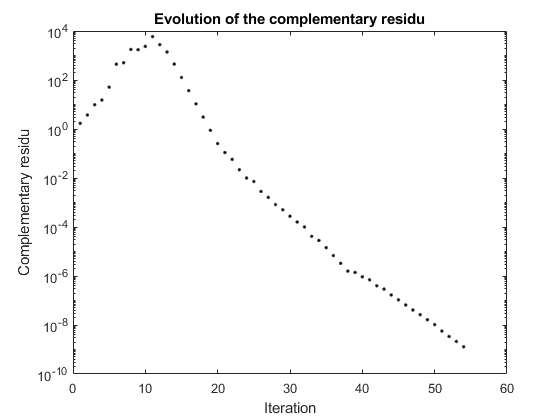 Evolution of the complementary residu
10^4
10^2
10^0
10^-2
10^-4
10^-6
10^-8
10^-10
Complementary residu
0 10 20 30 40 50 60
Iteration